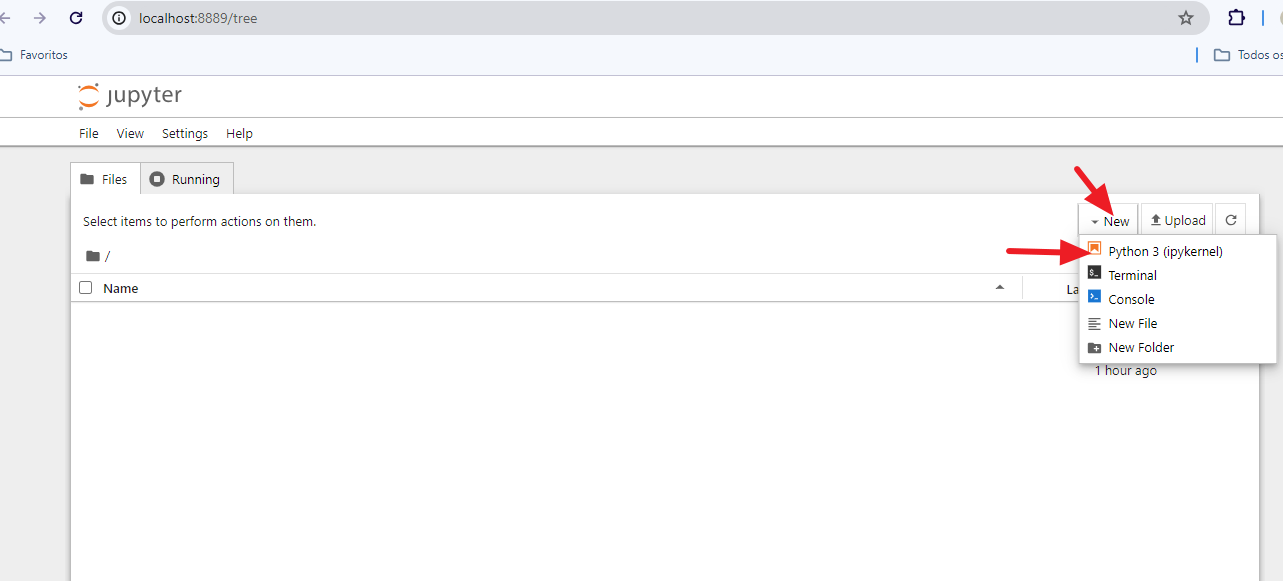 localhost:8889/tree
Favoritos
Todos os
jupyter
File View Settings Help
Files Running
Select items to perform actions on them.
New Upload
/
Python 3 (ipykernel)
Name
La
Terminal
Console
New File
New Folder
1 hour ago